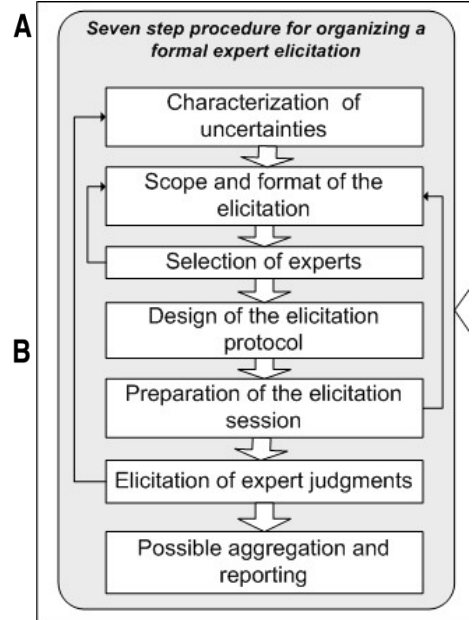 A
Seven step procedure for organizing a
formal expert elicitation
Characterization of
uncertainties
Scope and format of the
elicitation
Selection of experts
Design of the elicitation
protocol
B
Preparation of the elicitation
session
Elicitation of expert judgments
Possible aggregation and
reporting